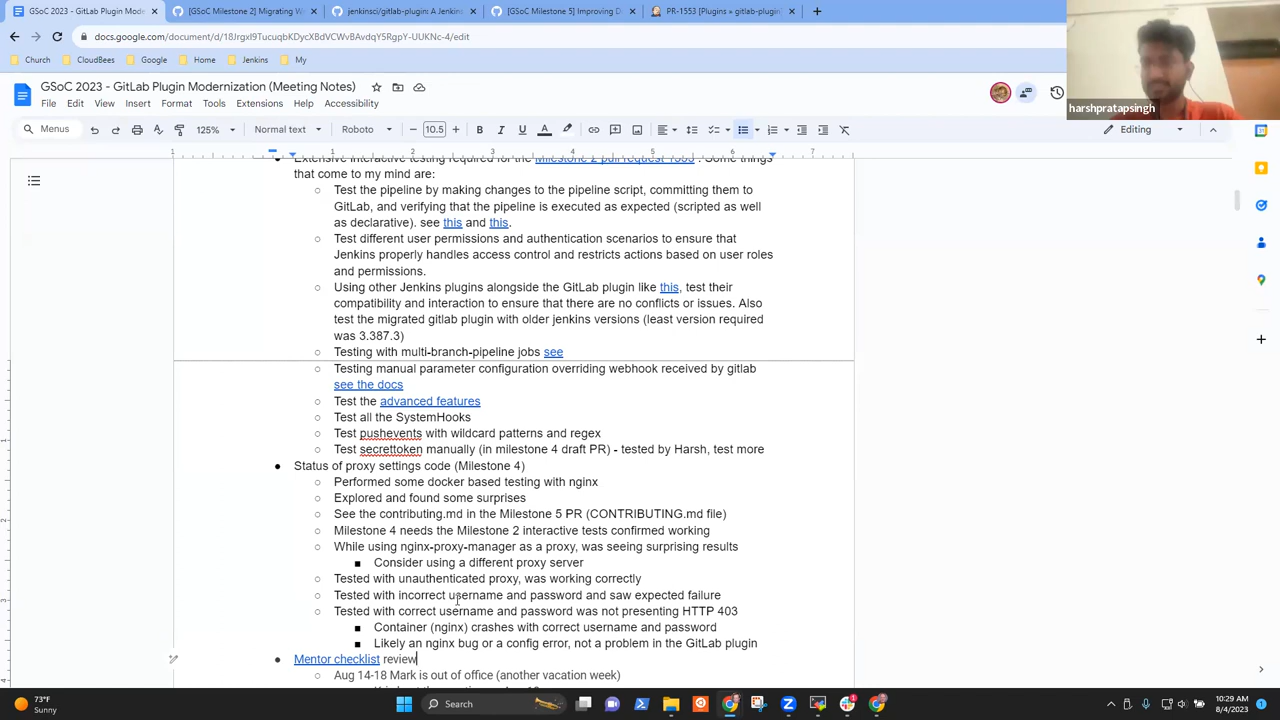 GSoC 2023 - GitLab Plugin Mod
[GSoC Milestone 2] Migrating W
jenkinsci/gitlab-plugin: A Jenkin
[GSoC Milestone 5] Improving D
PR-1553 [Plugins » gitlab-plugin]
docs.google.com/document/d/18JrgxI9TucuqbKDycXBdVCWvBAvdqY5RgpY-UUKNc-4/edit
Church
CloudBees
Google
Home
Jenkins
My
GSOC 2023 - GitLab Plugin Modernization (Meeting Notes)
File Edit View Insert Format Tools Extensions Help Accessibility
harshpratapsingh
Menus
125%
Normal text
Roboto
10.5
Editing
Extensive interactive testing required for the Milestone 2 pull request 1553 . Some things
that come to my mind are:
Test the pipeline by making changes to the pipeline script, committing them to
GitLab, and verifying that the pipeline is executed as expected (scripted as well
as declarative). see this and this.
Test different user permissions and authentication scenarios to ensure that
Jenkins properly handles access control and restricts actions based on user roles
and permissions.
Using other Jenkins plugins alongside the GitLab plugin like this, test their
compatibility and interaction to ensure that there are no conflicts or issues. Also
test the migrated gitlab plugin with older jenkins versions (least version required
was 3.387.3)
Testing with multi-branch-pipeline jobs see
Testing manual parameter configuration overriding webhook received by gitlab
see the docs
Test the advanced features
Test all the SystemHooks
Test pushevents with wildcard patterns and regex
Test secrettoken manually (in milestone 4 draft PR) - tested by Harsh, test more
Status of proxy settings code (Milestone 4)
Performed some docker based testing with nginx
Explored and found some surprises
See the contributing.md in the Milestone 5 PR (CONTRIBUTING.md file)
Milestone 4 needs the Milestone 2 interactive tests confirmed working
While using nginx-proxy-manager as a proxy, was seeing surprising results
Consider using a different proxy server
Tested with unauthenticated proxy, was working correctly
Tested with incorrect username and password and saw expected failure
Tested with correct username and password was not presenting HTTP 403
Container (nginx) crashes with correct username and password
Likely an nginx bug or a config error, not a problem in the GitLab plugin
Mentor checklist review
Aug 14-18 Mark is out of office (another vacation week)
73°F
Sunny
Search
10:29 AM
8/4/2023